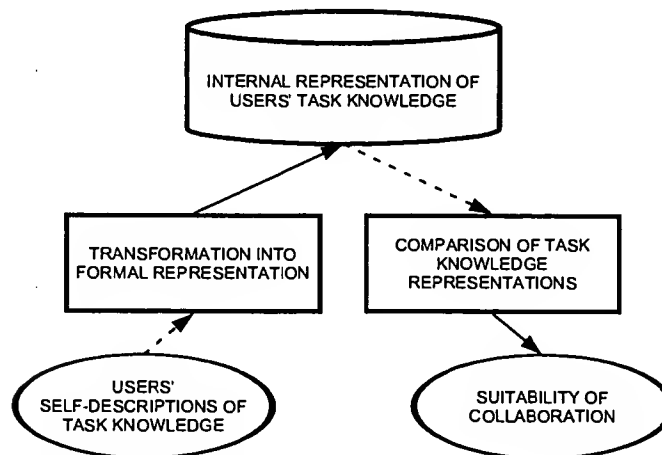 INTERNAL REPRESENTATION OF
USERS' TASK KNOWLEDGE
TRANSFORMATION INTO
FORMAL REPRESENTATION
COMPARISON OF TASK
KNOWLEDGE
REPRESENTATIONS
USERS'
SELF-DESCRIPTIONS OF
TASK KNOWLEDGE
SUITABILITY OF
COLLABORATION